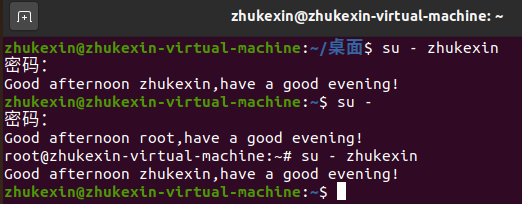 zhukexin@zhukexin-virtual-machine: ~
zhukexin@zhukexin-virtual-machine:~/桌面$ su - zhukexin
密码：
Good afternoon zhukexin,have a good evening!
zhukexin@zhukexin-virtual-machine:~$ su -
密码：
Good afternoon root,have a good evening!
root@zhukexin-virtual-machine:~# su - zhukexin
Good afternoon zhukexin,have a good evening!
zhukexin@zhukexin-virtual-machine:~$